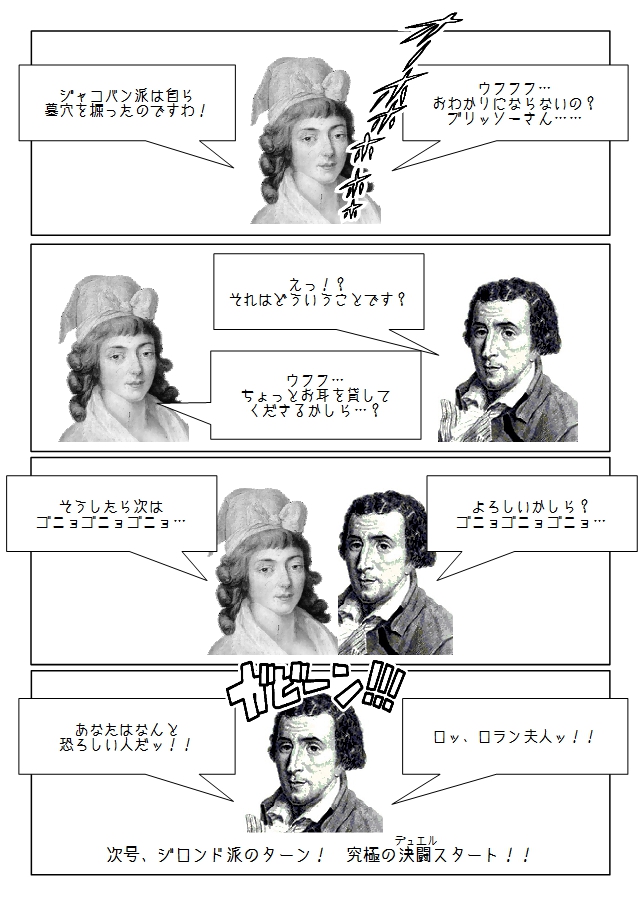 ウフフフ…
おわかりにならないの？
ブリッソーさん……
オーホホホホホ
ジャコバン派は自ら
墓穴を掘ったのですわ！
えっ！？
それはどういうことです？
ウフフ…
ちょっとお耳を貸して
くださるかしら…？
よろしいかしら？
ゴニョゴニョゴニョ…
そうしたら次は
ゴニョゴニョゴニョ…
ガビーン!!!
ロッ、ロラン夫人ッ！！
あなたはなんと
恐ろしい人だッ！！
デュエル
次号、ジロンド派のターン！　究極の決闘スタート！！